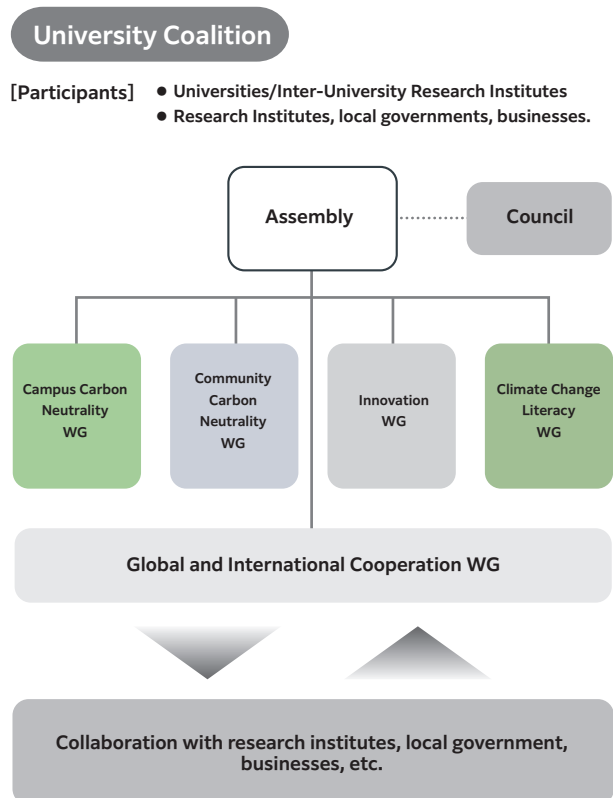 University Coalition
[Participants] ● Universities/Inter-University Research Institutes
● Research Institutes, local governments, businesses.
Assembly
Council
Campus Carbon
Neutrality
WG
Community
Carbon
Neutrality
WG
Innovation
WG
Climate Change
Literacy
WG
Global and International Cooperation WG
Collaboration with research institutes, local government,
businesses, etc.